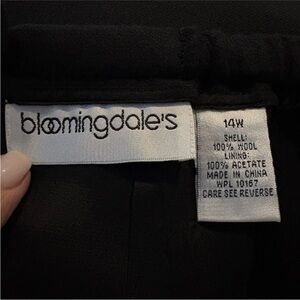 bloomingdale's
14W
SHELL:
100% WOOL
LINING:
100% ACETATE
MADE IN CHINA
WPL 10167
CARE SEE REVERSE